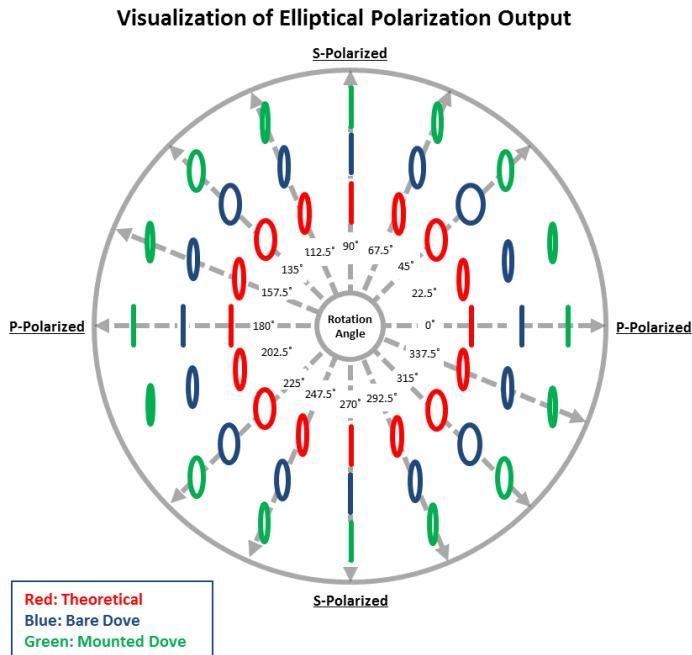 Visualization of Elliptical Polarization Output
S-Polarized
112.5˚ 90˚ 67.5˚
135˚ 45˚
157.5˚ 22.5˚
P-Polarized 180˚ Rotation Angle 0˚ P-Polarized
202.5˚ 337.5˚
225˚ 315˚
247.5˚ 270˚ 292.5˚
S-Polarized
Red: Theoretical
Blue: Bare Dove
Green: Mounted Dove